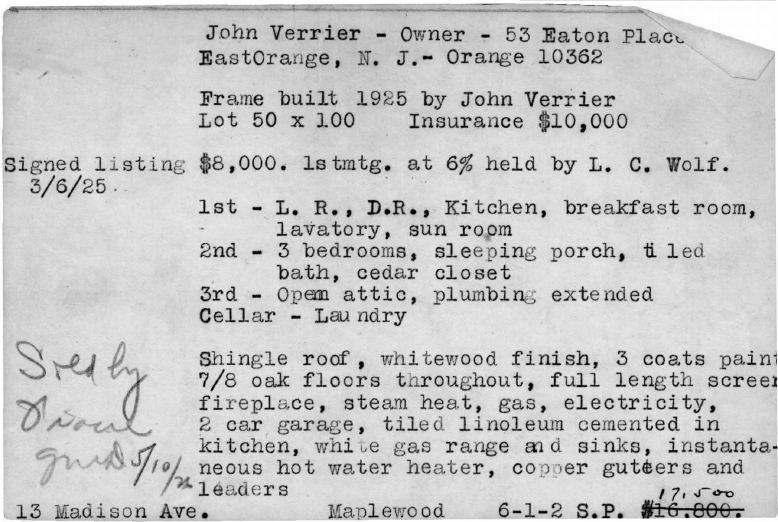 John Verrier - Owner - 53 Eaton Place
EastOrange, N. J.- Orange 10362
Frame built 1925 by John Verrier
Lot 50 x 100 Insurance $10,000
Signed listing $8,000. 1stmtg. at 6% held by L. C. Wolf.
3/6/25.
1st - L. R., D.R., Kitchen, breakfast room,
lavatory, sun room
2nd - 3 bedrooms, sleeping porch, tiled
bath, cedar closet
3rd - Open attic, plumbing extended
Cellar - Laundry
Shingle roof, whitewood finish, 3 coats paint
7/8 oak floors throughout, full length screen
fireplace, steam heat, gas, electricity,
2 car garage, tiled linoleum cemented in
kitchen, white gas range and sinks, instanta-
neous hot water heater, copper gutters and
leaders
Sold by
5/10/26
17,500
13 Madison Ave. Maplewood 6-1-2 S.P. $16.800.